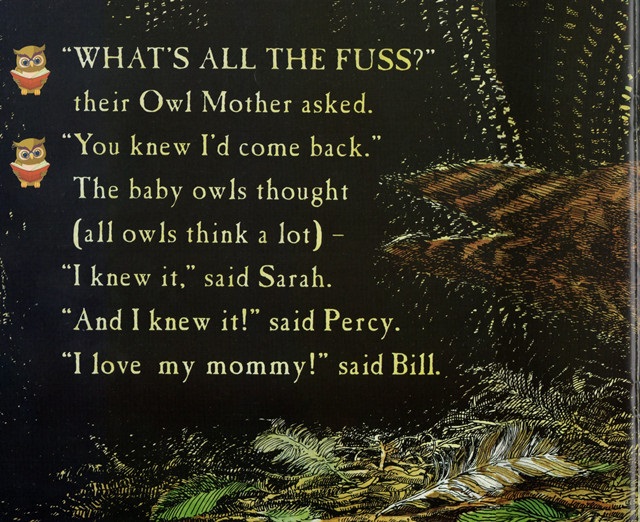 “WHAT’S ALL THE FUSS?”
their Owl Mother asked.
“You knew I’d come back.”
The baby owls thought
(all owls think a lot) –
“I knew it,” said Sarah.
“And I knew it!” said Percy.
“I love my mommy!” said Bill.